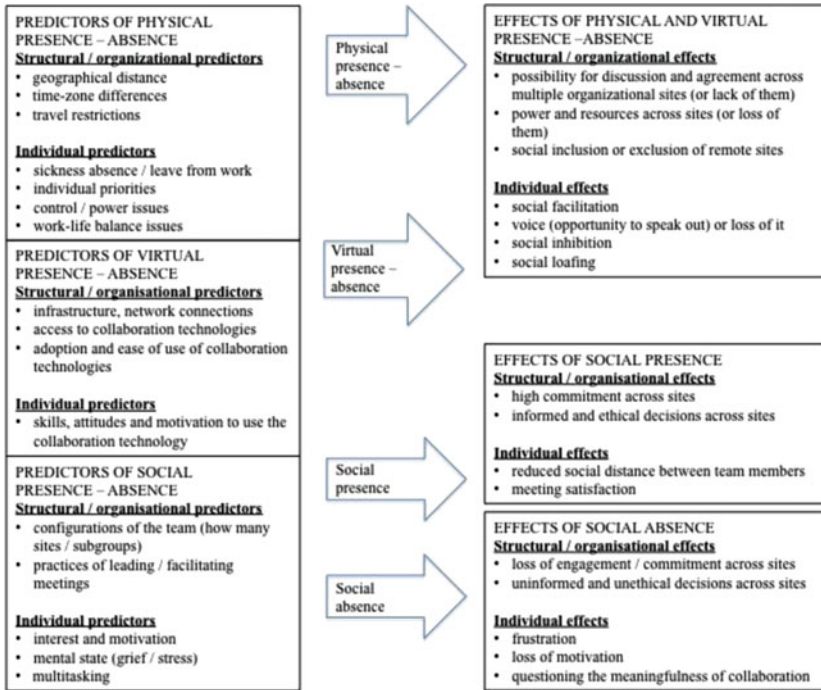 PREDICTORS OF PHYSICAL
PRESENCE – ABSENCE
Structural / organizational predictors
• geographical distance
• time-zone differences
• travel restrictions
Individual predictors
• sickness absence / leave from work
• individual priorities
• control / power issues
• work-life balance issues
PREDICTORS OF VIRTUAL
PRESENCE – ABSENCE
Structural / organisational predictors
• infrastructure, network connections
• access to collaboration technologies
• adoption and ease of use of collaboration
technologies
Individual predictors
• skills, attitudes and motivation to use the
collaboration technology
PREDICTORS OF SOCIAL
PRESENCE – ABSENCE
Structural / organisational predictors
• configurations of the team (how many
sites / subgroups)
• practices of leading / facilitating
meetings
Individual predictors
• interest and motivation
• mental state (grief / stress)
• multitasking
Physical
presence –
absence
Virtual
presence –
absence
Social
presence
Social
absence
EFFECTS OF PHYSICAL AND VIRTUAL
PRESENCE –ABSENCE
Structural / organizational effects
• possibility for discussion and agreement across
multiple organizational sites (or lack of them)
• power and resources across sites (or loss of
them)
• social inclusion or exclusion of remote sites
Individual effects
• social facilitation
• voice (opportunity to speak out) or loss of it
• social inhibition
• social loafing
EFFECTS OF SOCIAL PRESENCE
Structural / organisational effects
• high commitment across sites
• informed and ethical decisions across sites
Individual effects
• reduced social distance between team members
• meeting satisfaction
EFFECTS OF SOCIAL ABSENCE
Structural / organisational effects
• loss of engagement / commitment across sites
• uninformed and unethical decisions across sites
Individual effects
• frustration
• loss of motivation
• questioning the meaningfulness of collaboration